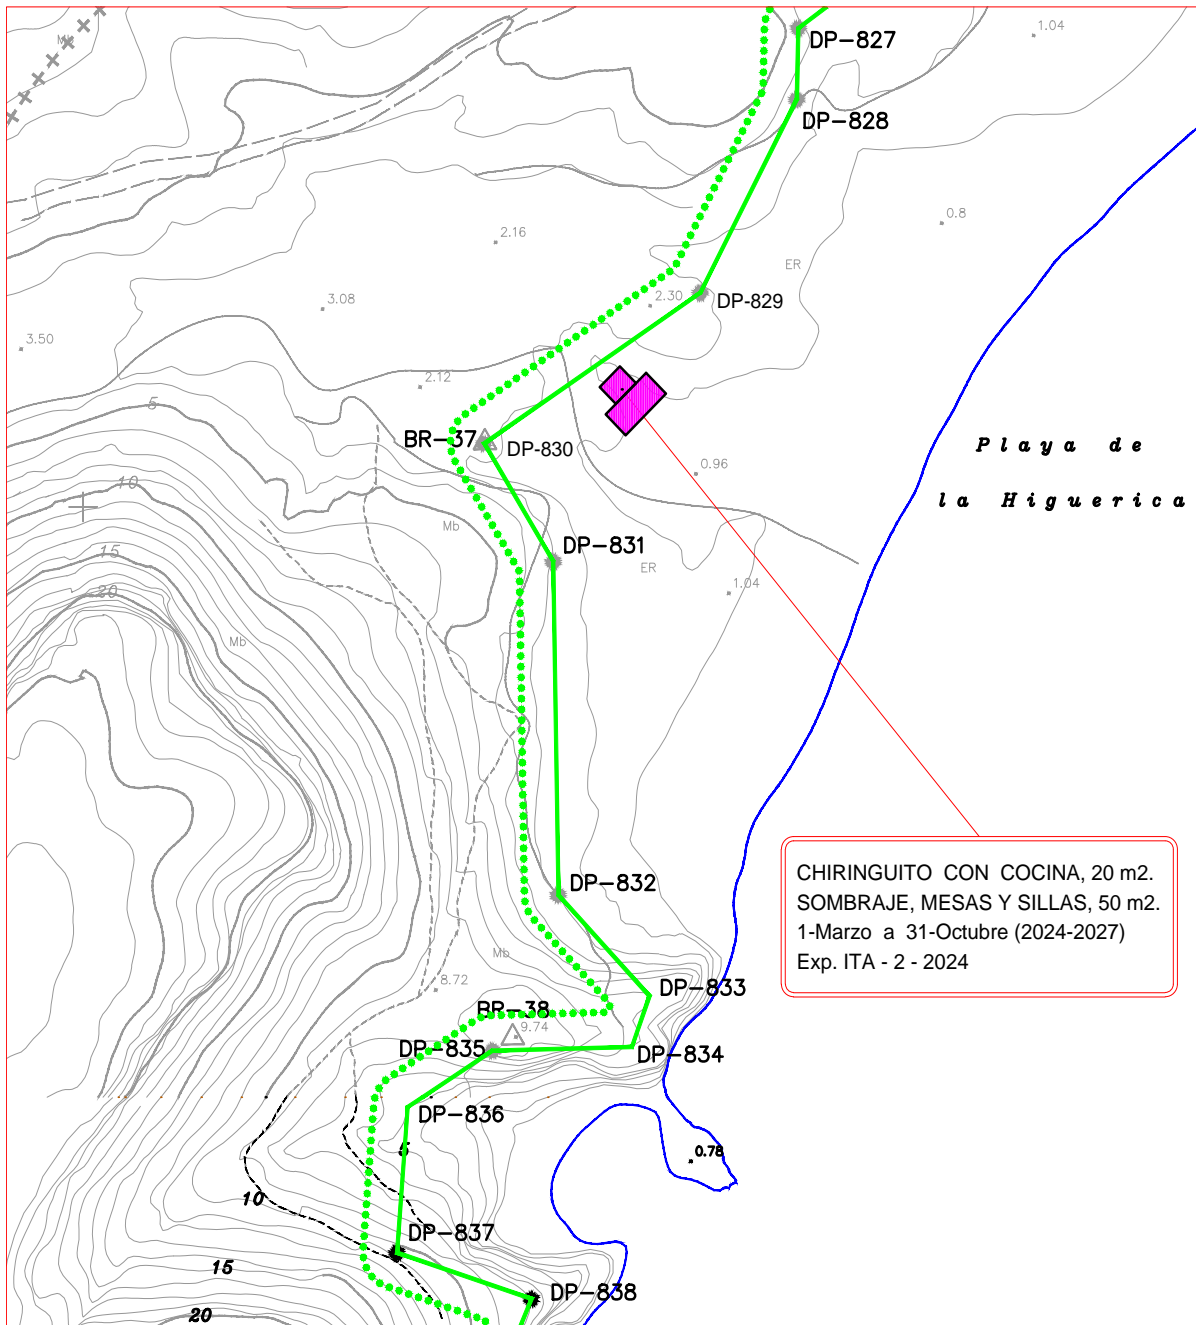 Mb
DP-827
1.04
DP-828
0.8
2.16
ER
2.30
DP-829
3.08
3.50
2.12
5
BR-37
DP-830
Playa de
la Higuerica
0.96
10
Mb
DP-831
15
ER
20
1.04
Mb
DP-832
CHIRINGUITO CON COCINA, 20 m2.
SOMBRAJE, MESAS Y SILLAS, 50 m2.
1-Marzo a 31-Octubre (2024-2027)
Exp. ITA - 2 - 2024
Mb
8.72
DP-833
BR-38
9.74
DP-835
DP-834
DP-836
5
0.78
10
DP-837
15
DP-838
20